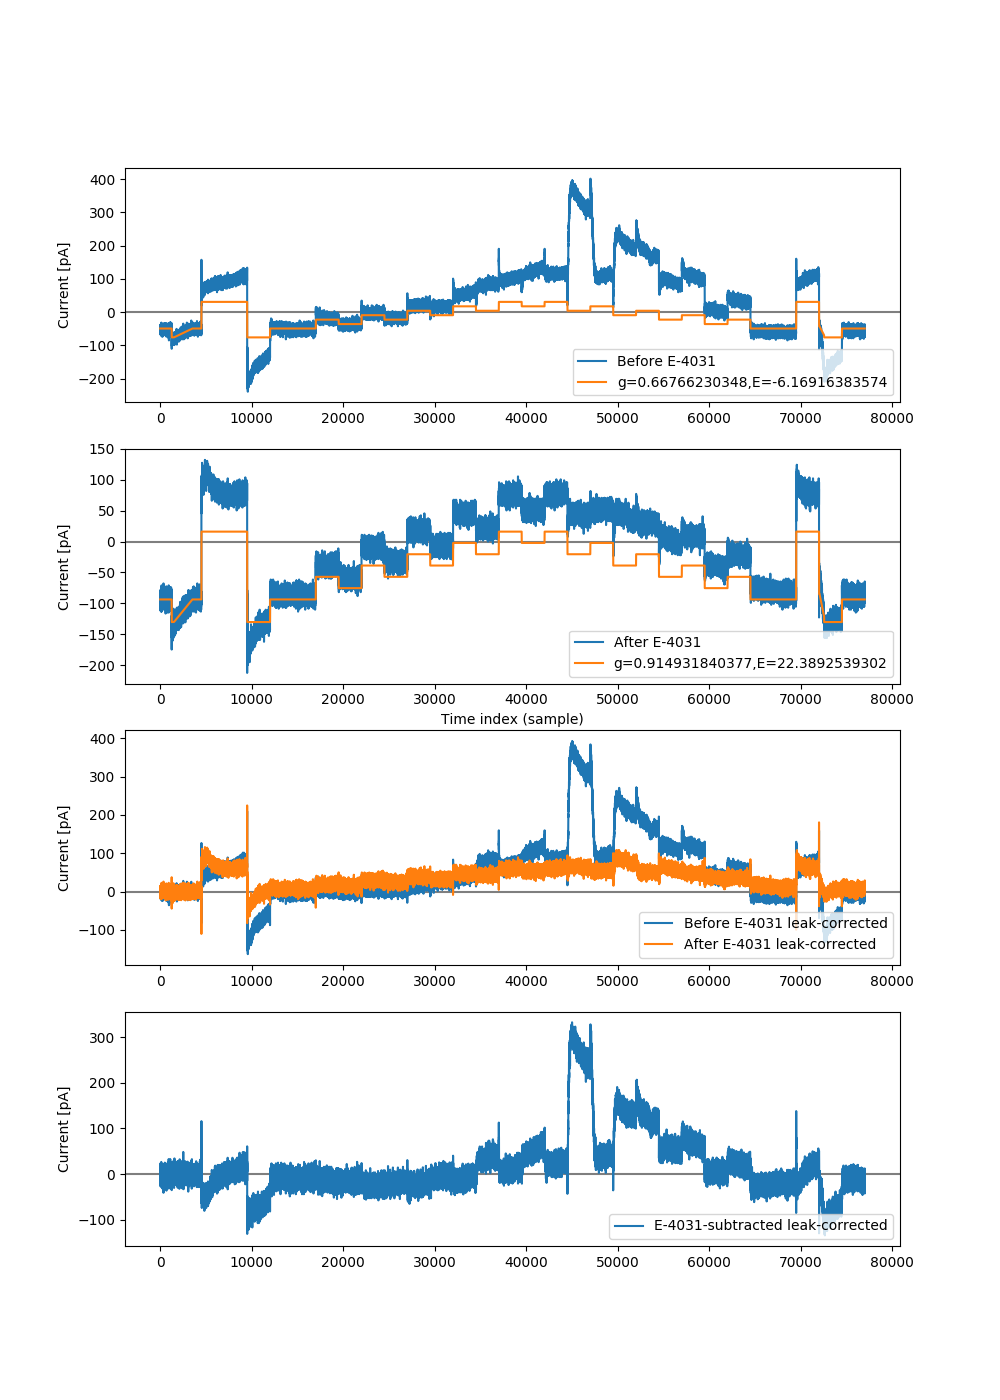 400
300
200
100
0
−100
−200
Current [pA]
Before E-4031
g=0.66766230348,E=-6.16916383574
0 10000 20000 30000 40000 50000 60000 70000 80000
150
100
50
0
−50
−100
−150
−200
Current [pA]
After E-4031
g=0.914931840377,E=22.3892539302
0 10000 20000 30000 40000 50000 60000 70000 80000
Time index (sample)
400
300
200
100
0
−100
Current [pA]
Before E-4031 leak-corrected
After E-4031 leak-corrected
0 10000 20000 30000 40000 50000 60000 70000 80000
300
200
100
0
−100
Current [pA]
E-4031-subtracted leak-corrected
0 10000 20000 30000 40000 50000 60000 70000 80000